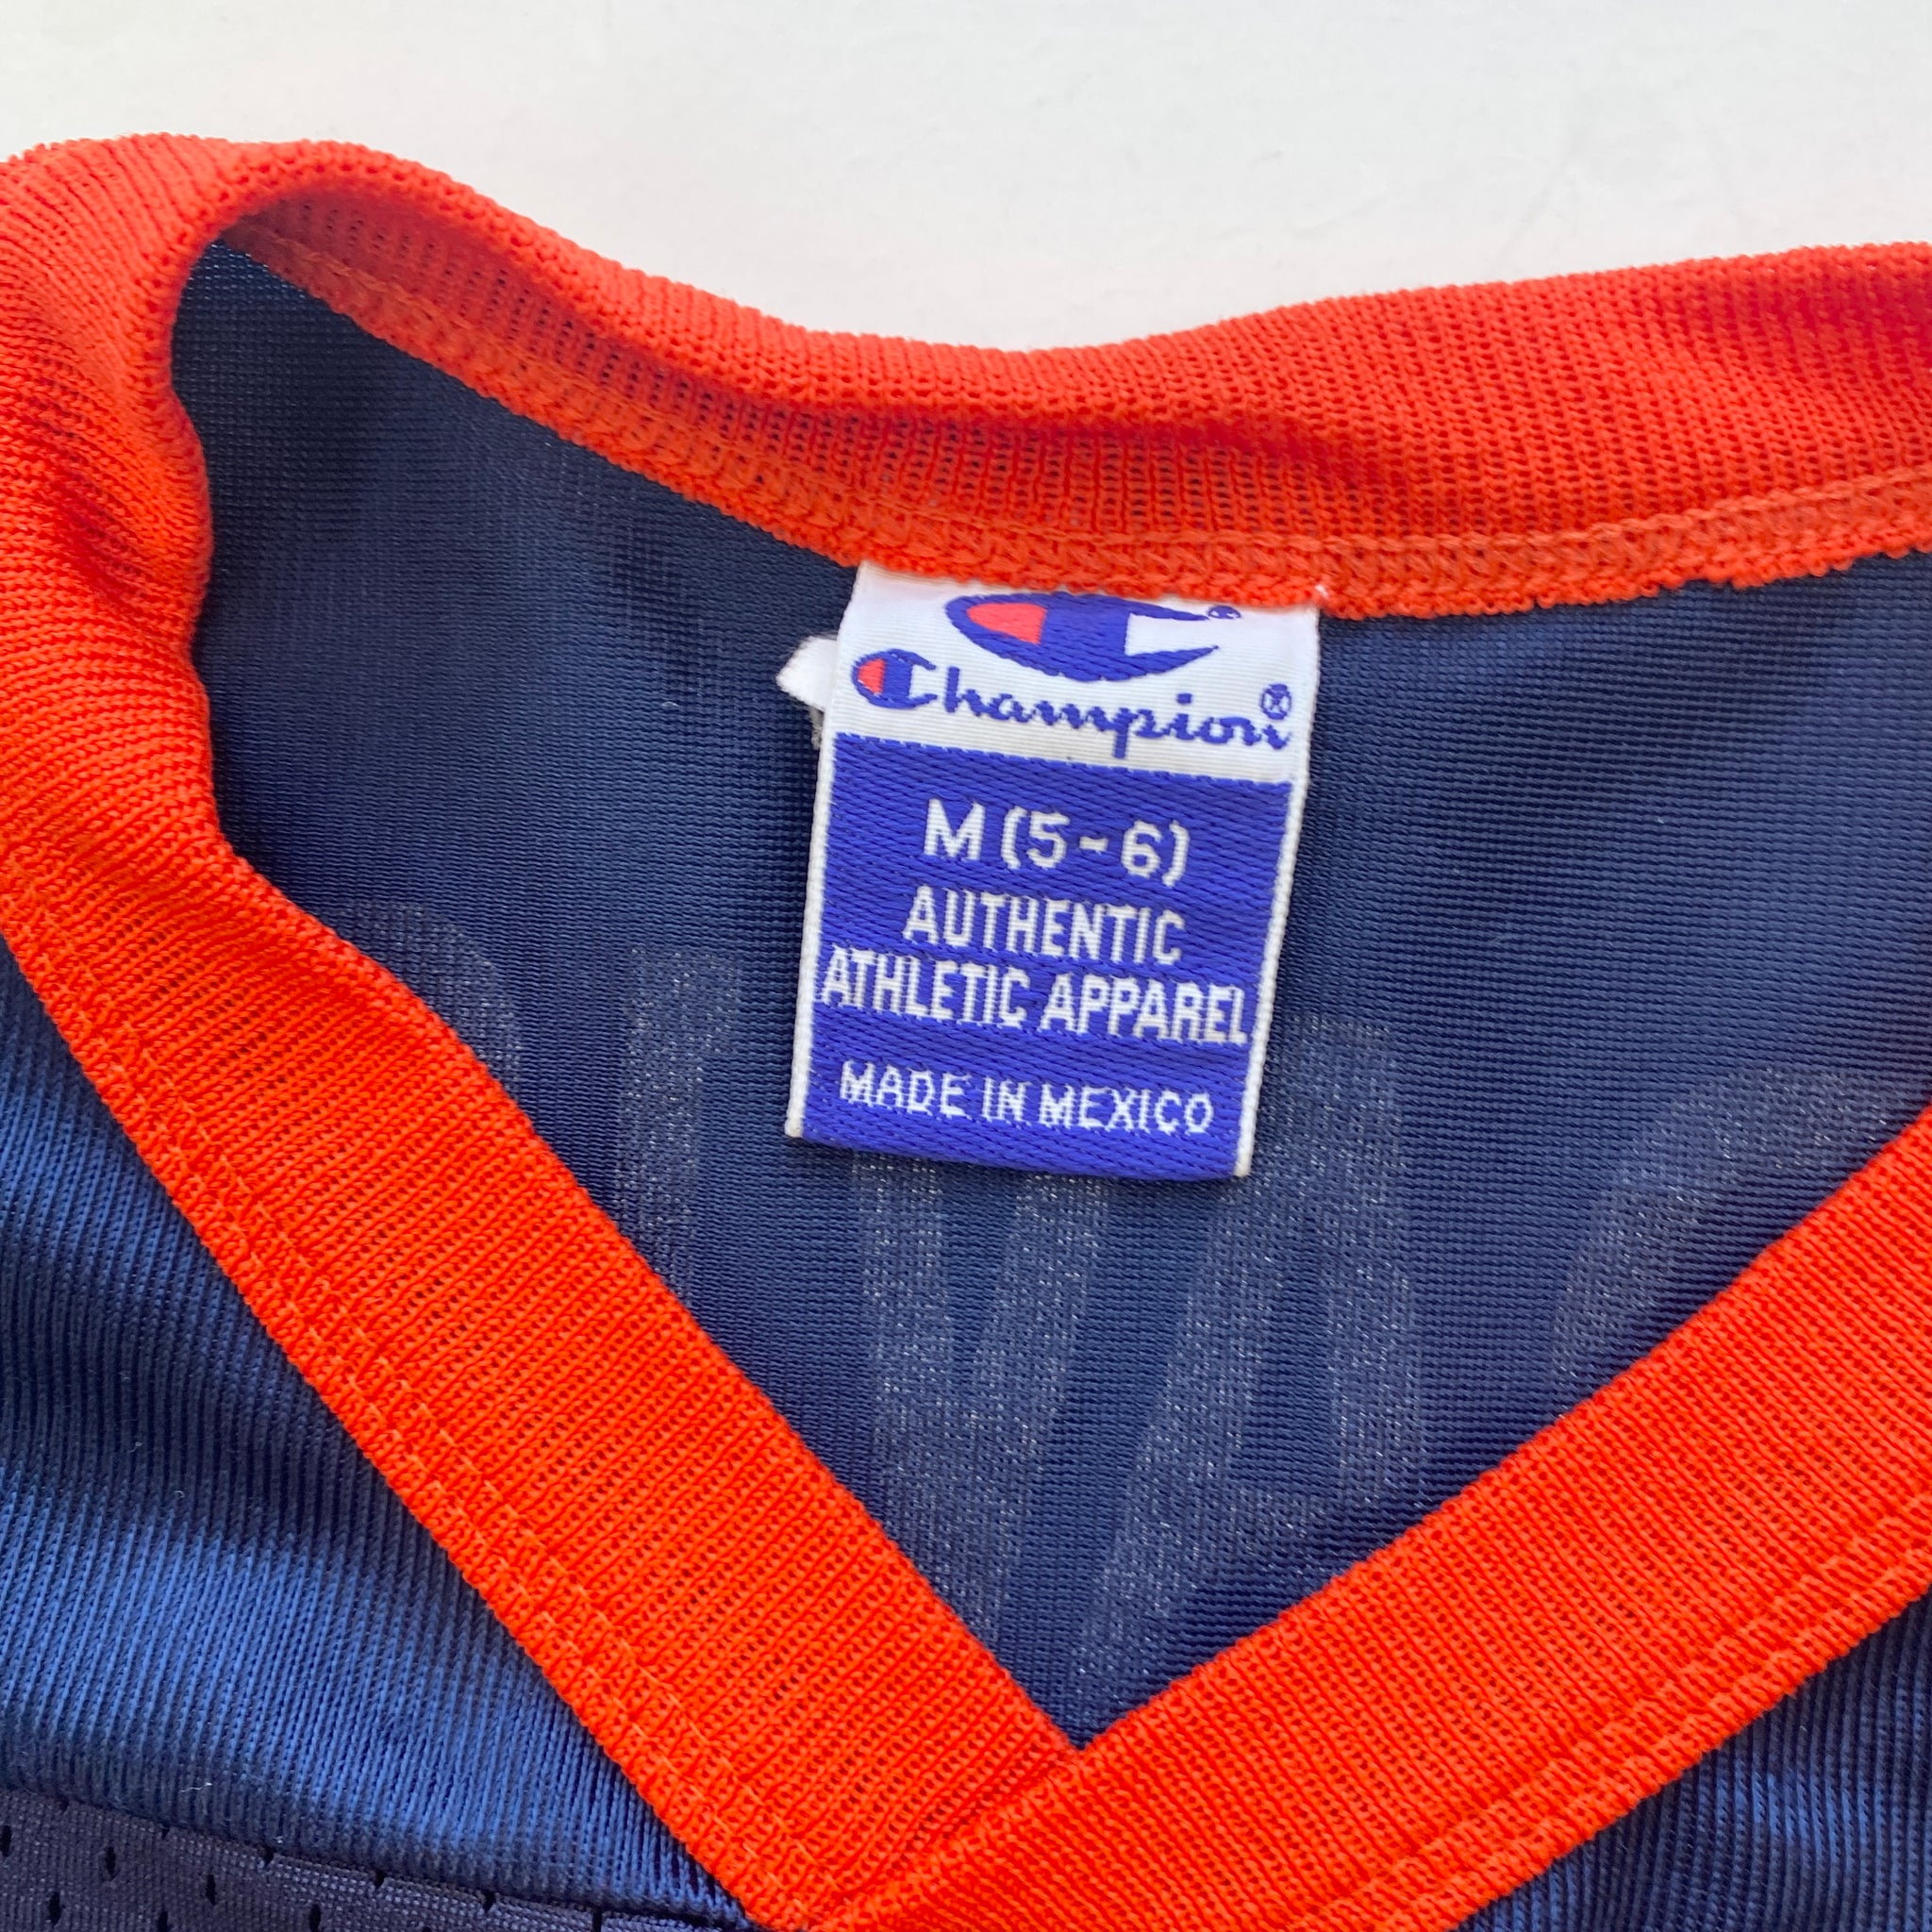 Champion®
M (5-6)
AUTHENTIC
ATHLETIC APPAREL
MADE IN MEXICO